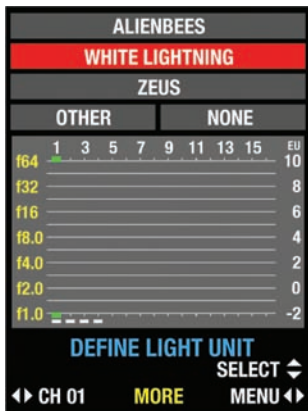 ALIENBEES
WHITE LIGHTNING
ZEUS
OTHER NONE
1 3 5 7 9 11 13 15 EU
f64 10
f32 8
f16 6
f8.0 4
f4.0 2
f2.0 0
f1.0 -2
DEFINE LIGHT UNIT
SELECT
CH 01 MORE MENU